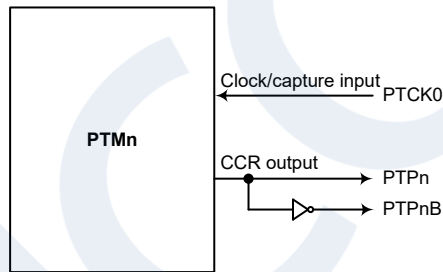 Clock/capture input
PTCK0
PTMn
CCR output
PTPn
PTPnB